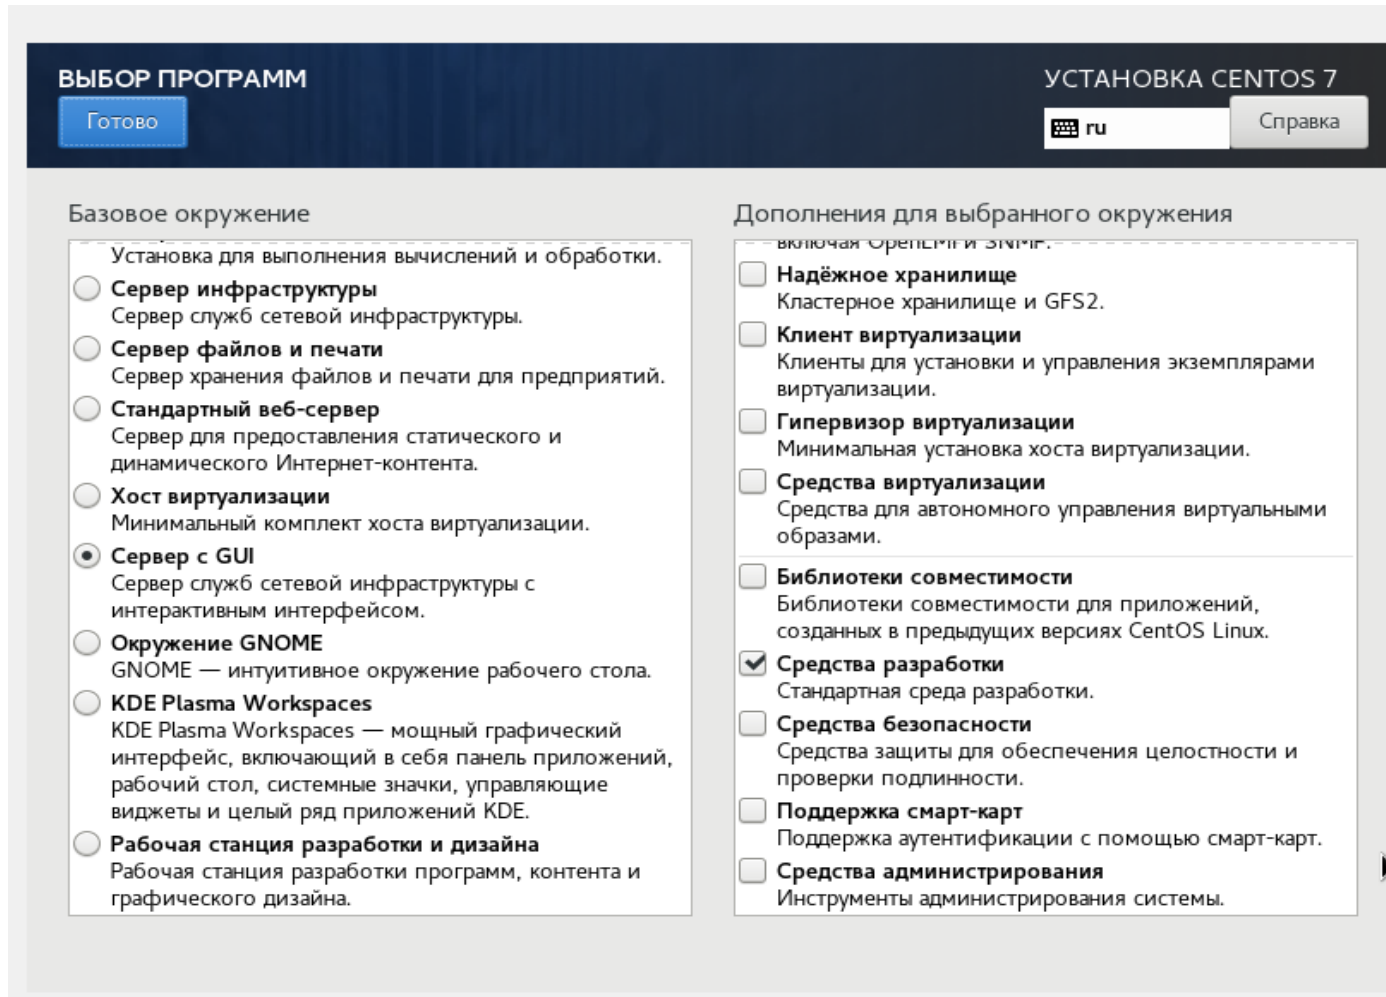 ВЫБОР ПРОГРАММ
Готово
УСТАНОВКА CENTOS 7
ru
Справка
Базовое окружение
Установка для выполнения вычислений и обработки.
Сервер инфраструктуры
Сервер служб сетевой инфраструктуры.
Сервер файлов и печати
Сервер хранения файлов и печати для предприятий.
Стандартный веб-сервер
Сервер для предоставления статического и
динамического Интернет-контента.
Хост виртуализации
Минимальный комплект хоста виртуализации.
Сервер с GUI
Сервер служб сетевой инфраструктуры с
интерактивным интерфейсом.
Окружение GNOME
GNOME — интуитивное окружение рабочего стола.
KDE Plasma Workspaces
KDE Plasma Workspaces — мощный графический
интерфейс, включающий в себя панель приложений,
рабочий стол, системные значки, управляющие
виджеты и целый ряд приложений KDE.
Рабочая станция разработки и дизайна
Рабочая станция разработки программ, контента и
графического дизайна.
Дополнения для выбранного окружения
включая OpenLMI и SNMP.
Надёжное хранилище
Кластерное хранилище и GFS2.
Клиент виртуализации
Клиенты для установки и управления экземплярами
виртуализации.
Гипервизор виртуализации
Минимальная установка хоста виртуализации.
Средства виртуализации
Средства для автономного управления виртуальными
образами.
Библиотеки совместимости
Библиотеки совместимости для приложений,
созданных в предыдущих версиях CentOS Linux.
Средства разработки
Стандартная среда разработки.
Средства безопасности
Средства защиты для обеспечения целостности и
проверки подлинности.
Поддержка смарт-карт
Поддержка аутентификации с помощью смарт-карт.
Средства администрирования
Инструменты администрирования системы.